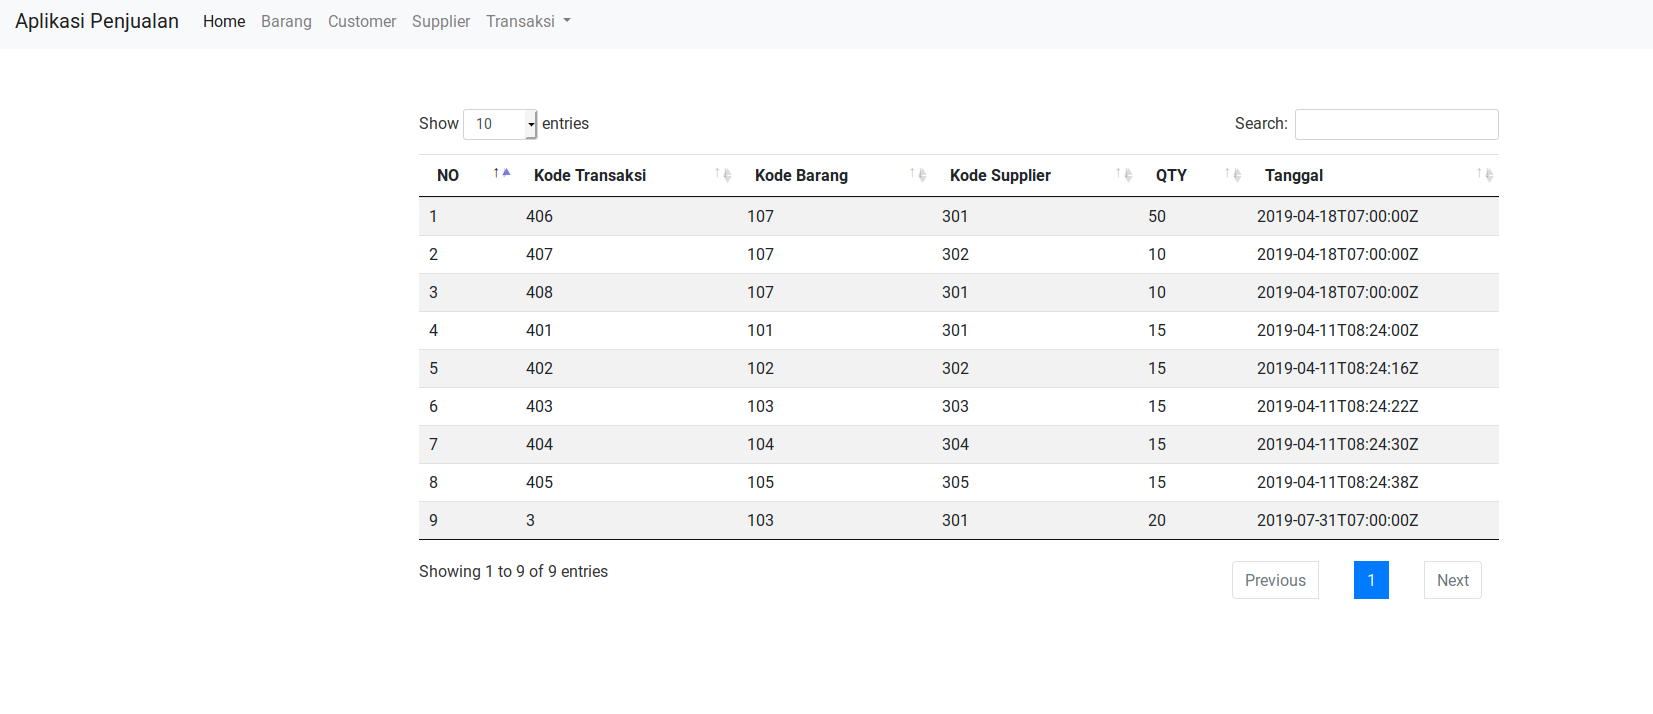 Aplikasi Penjualan Home Barang Customer Supplier Transaksi
Show 10 entries Search:
NO Kode Transaksi Kode Barang Kode Supplier QTY Tanggal
1 406 107 301 50 2019-04-18T07:00:00Z
2 407 107 302 10 2019-04-18T07:00:00Z
3 408 107 301 10 2019-04-18T07:00:00Z
4 401 101 301 15 2019-04-11T08:24:00Z
5 402 102 302 15 2019-04-11T08:24:16Z
6 403 103 303 15 2019-04-11T08:24:22Z
7 404 104 304 15 2019-04-11T08:24:30Z
8 405 105 305 15 2019-04-11T08:24:38Z
9 3 103 301 20 2019-07-31T07:00:00Z
Showing 1 to 9 of 9 entries Previous 1 Next